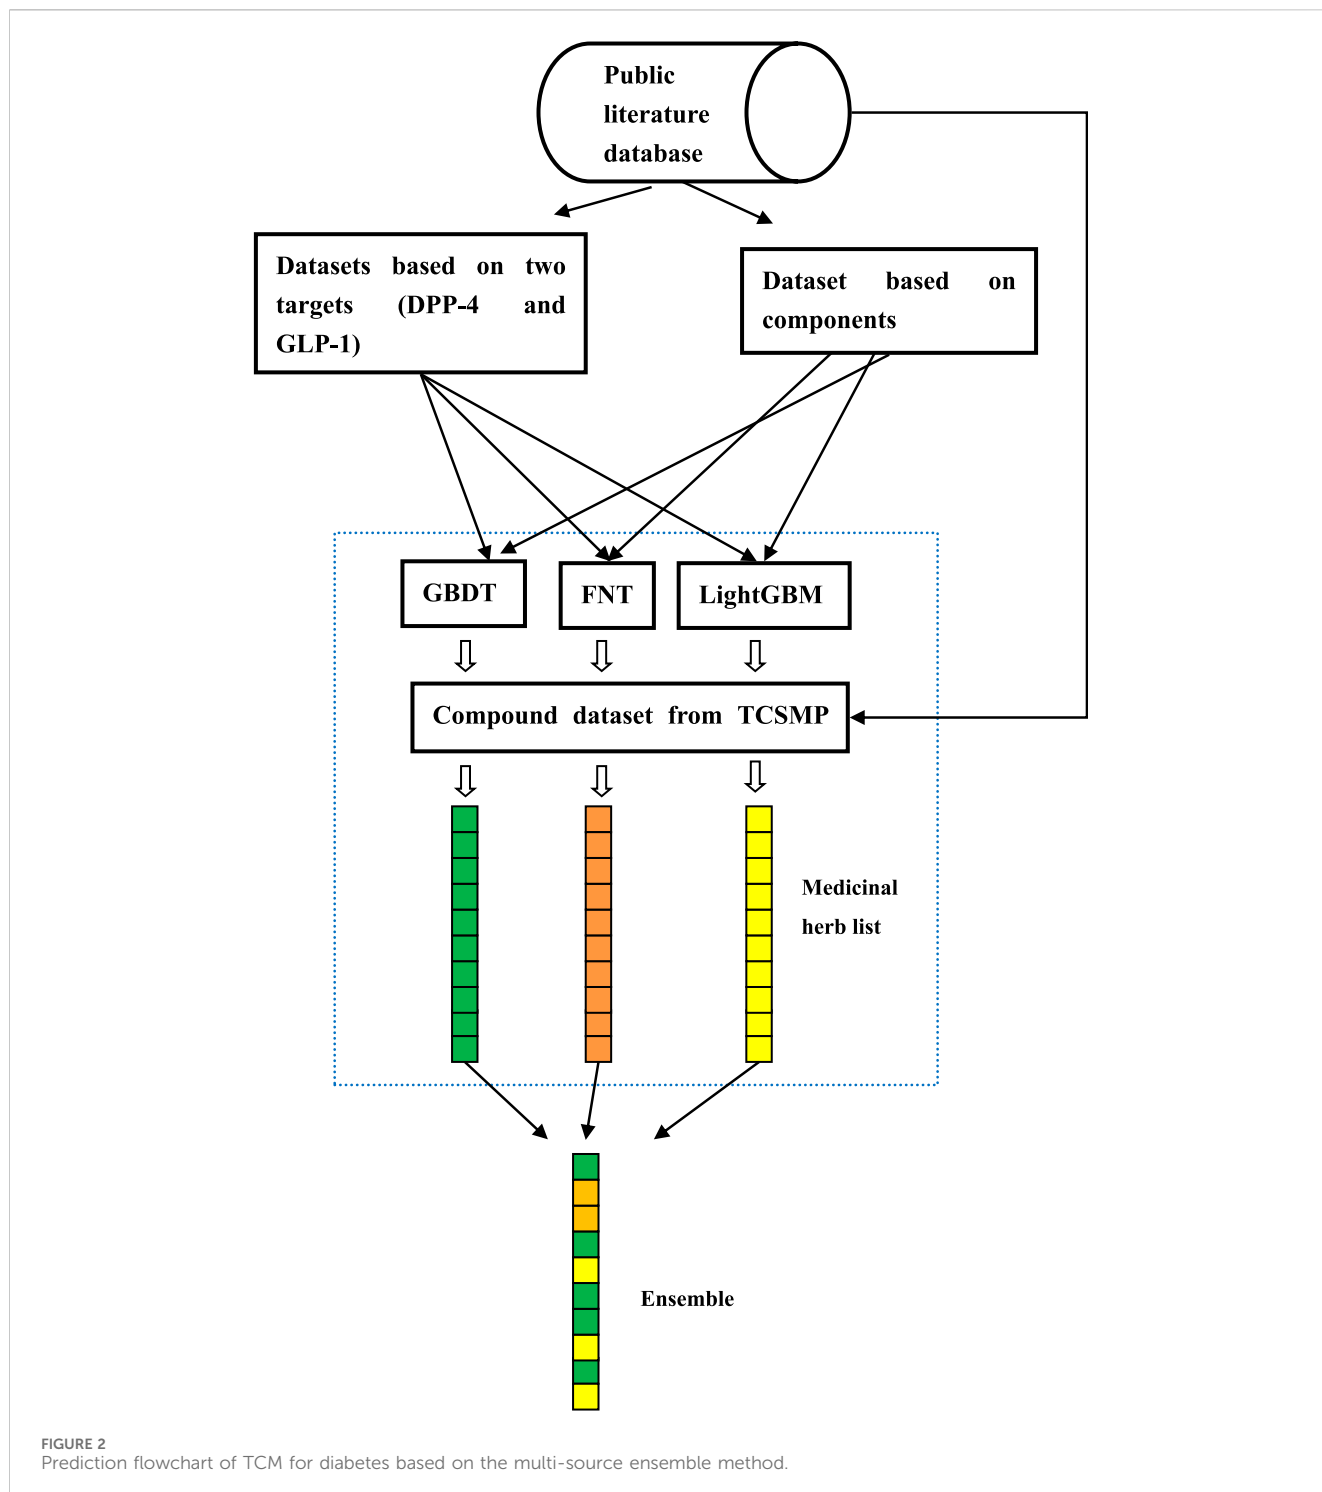 Public
literature
database
Datasets based on two
targets (DPP-4 and
GLP-1)
Dataset based on
components
GBDT
FNT
LightGBM
Compound dataset from TCSMP
Medicinal
herb list
Ensemble
FIGURE 2
Prediction flowchart of TCM for diabetes based on the multi-source ensemble method.